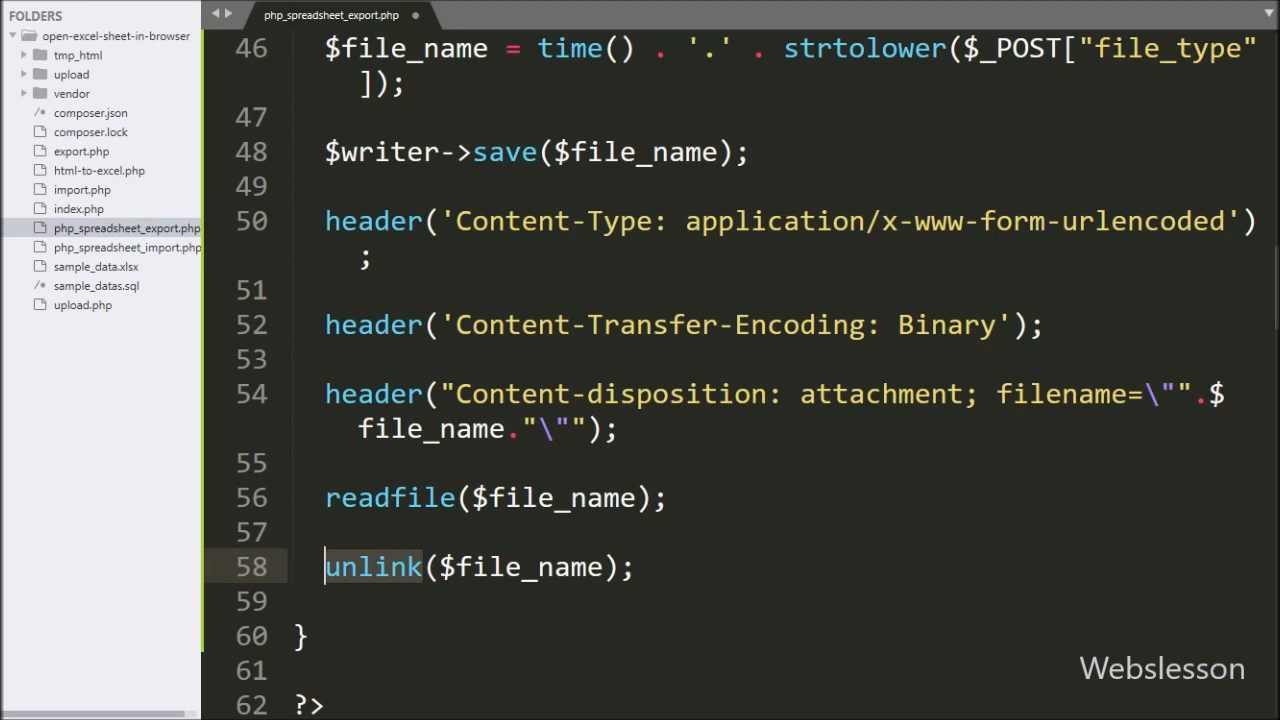 FOLDERS
open-excel-sheet-in-browser
tmp_html
upload
vendor
/* composer.json
composer.lock
export.php
html-to-excel.php
import.php
index.php
php_spreadsheet_export.php
php_spreadsheet_import.php
sample_data.xlsx
/* sample_datas.sql
upload.php
php_spreadsheet_export.php
46 $file_name = time() . '.' . strtolower($_POST["file_type"
]);
47
48 $writer->save($file_name);
49
50 header('Content-Type: application/x-www-form-urlencoded')
;
51
52 header('Content-Transfer-Encoding: Binary');
53
54 header("Content-disposition: attachment; filename=\"".$
file_name."\"");
55
56 readfile($file_name);
57
58 unlink($file_name);
59
60 }
61
62 ?>
Webslesson